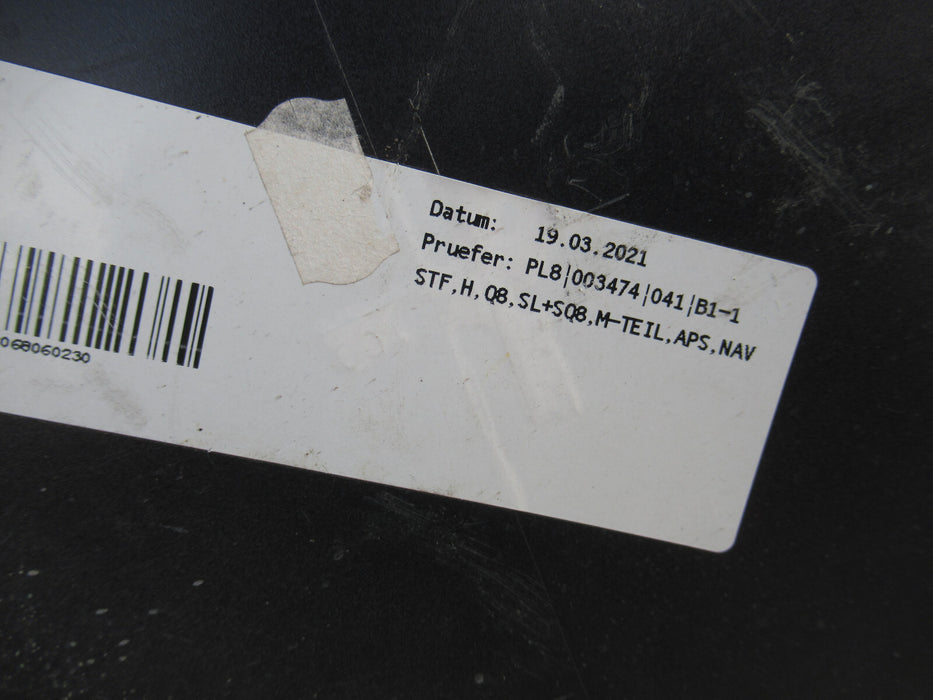 Datum: 19.03.2021
Pruefer: PL8|003474|041|B1-1
STF,H,Q8,SL+SQ8,M-TEIL,APS,NAV
068060230